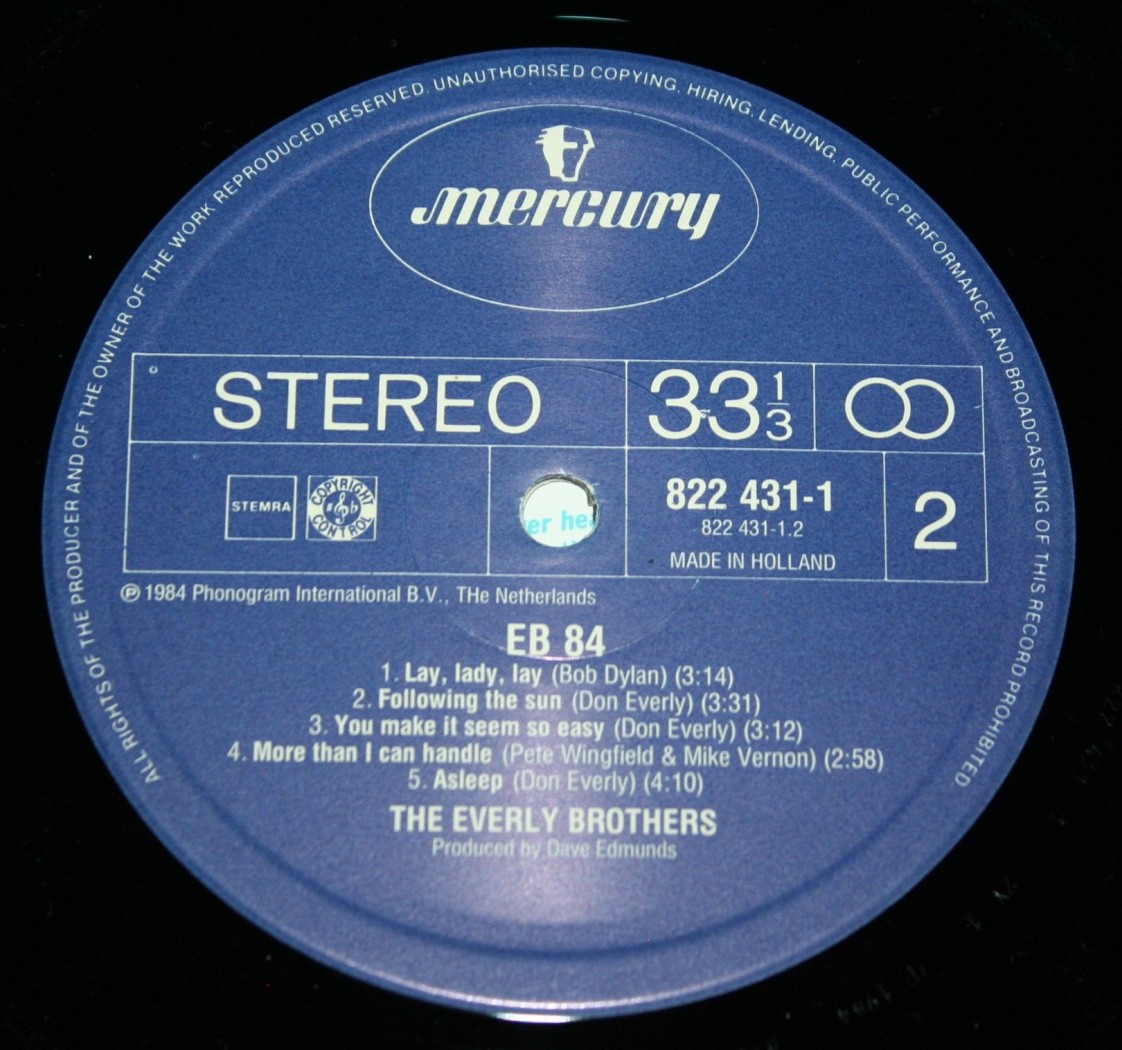 ALL RIGHTS OF THE PRODUCER AND OF THE OWNER OF THE WORK REPRODUCED RESERVED. UNAUTHORISED COPYING. HIRING. LENDING. PUBLIC PERFORMANCE AND BROADCASTING OF THIS RECORD PROHIBITED
mercury
STEREO
33 1/3
STEMRA
COPYRIGHT CONTROL
822 431-1
822 431-1.2
MADE IN HOLLAND
2
er he
℗ 1984 Phonogram International B.V., THe Netherlands
EB 84
1. Lay, lady, lay (Bob Dylan) (3:14)
2. Following the sun (Don Everly) (3:31)
3. You make it seem so easy (Don Everly) (3:12)
4. More than I can handle (Pete Wingfield & Mike Vernon) (2:58)
5. Asleep (Don Everly) (4:10)
THE EVERLY BROTHERS
Produced by Dave Edmunds